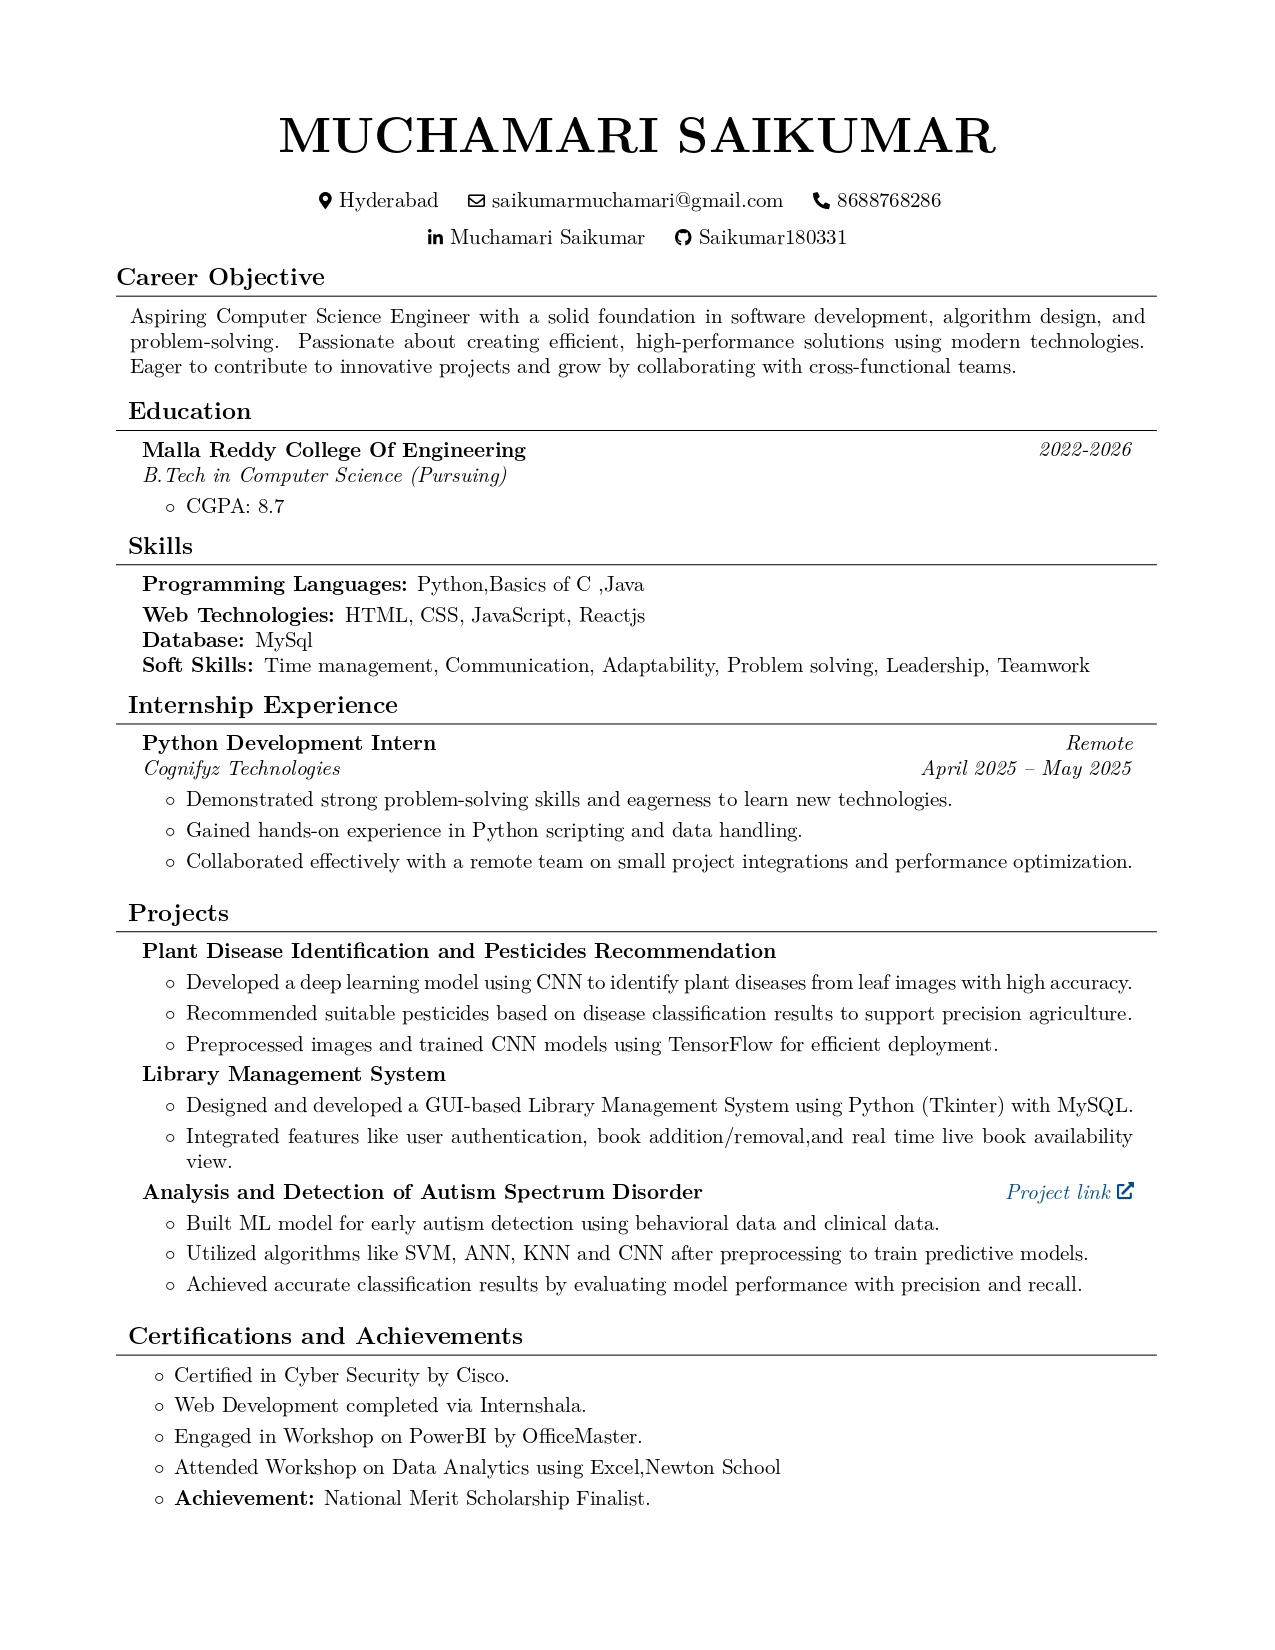 MUCHAMARI SAIKUMAR
Hyderabad saikumarmuchamari@gmail.com 8688768286
Muchamari Saikumar Saikumar180331
Career Objective
Aspiring Computer Science Engineer with a solid foundation in software development, algorithm design, and
problem-solving. Passionate about creating efficient, high-performance solutions using modern technologies.
Eager to contribute to innovative projects and grow by collaborating with cross-functional teams.
Education
Malla Reddy College Of Engineering 2022-2026
B.Tech in Computer Science (Pursuing)
○ CGPA: 8.7
Skills
Programming Languages: Python,Basics of C ,Java
Web Technologies: HTML, CSS, JavaScript, Reactjs
Database: MySql
Soft Skills: Time management, Communication, Adaptability, Problem solving, Leadership, Teamwork
Internship Experience
Python Development Intern Remote
Cognifyz Technologies April 2025 – May 2025
○ Demonstrated strong problem-solving skills and eagerness to learn new technologies.
○ Gained hands-on experience in Python scripting and data handling.
○ Collaborated effectively with a remote team on small project integrations and performance optimization.
Projects
Plant Disease Identification and Pesticides Recommendation
○ Developed a deep learning model using CNN to identify plant diseases from leaf images with high accuracy.
○ Recommended suitable pesticides based on disease classification results to support precision agriculture.
○ Preprocessed images and trained CNN models using TensorFlow for efficient deployment.
Library Management System
○ Designed and developed a GUI-based Library Management System using Python (Tkinter) with MySQL.
○ Integrated features like user authentication, book addition/removal,and real time live book availability
view.
Analysis and Detection of Autism Spectrum Disorder Project link
○ Built ML model for early autism detection using behavioral data and clinical data.
○ Utilized algorithms like SVM, ANN, KNN and CNN after preprocessing to train predictive models.
○ Achieved accurate classification results by evaluating model performance with precision and recall.
Certifications and Achievements
○ Certified in Cyber Security by Cisco.
○ Web Development completed via Internshala.
○ Engaged in Workshop on PowerBI by OfficeMaster.
○ Attended Workshop on Data Analytics using Excel,Newton School
○ Achievement: National Merit Scholarship Finalist.